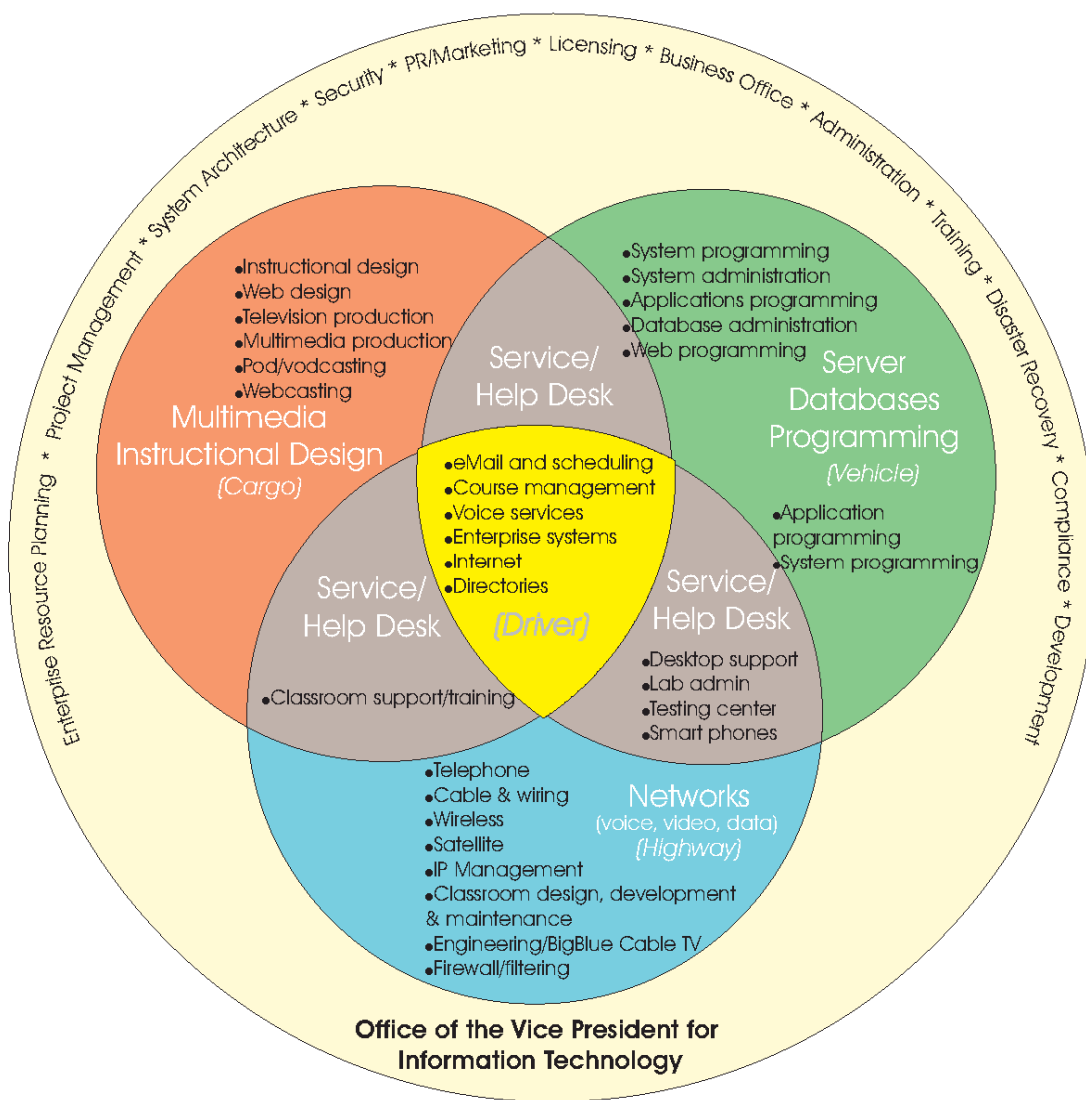 Enterprise Resource Planning * Project Management * System Architecture * Security * PR/Marketing * Licensing * Business Office * Administration * Training * Disaster Recovery * Compliance * Development
•Instructional design
•Web design
•Television production
•Multimedia production
•Pod/vodcasting
•Webcasting
Multimedia
Instructional Design
(Cargo)
Service/
Help Desk
•System programming
•System administration
•Applications programming
•Database administration
•Web programming
Server
Databases
Programming
(Vehicle)
•Application
programming
•System programming
•eMail and scheduling
•Course management
•Voice services
•Enterprise systems
•Internet
•Directories
(Driver)
Service/
Help Desk
•Classroom support/training
Service/
Help Desk
•Desktop support
•Lab admin
•Testing center
•Smart phones
•Telephone
•Cable & wiring
•Wireless
•Satellite
•IP Management
•Classroom design, development
& maintenance
•Engineering/BigBlue Cable TV
•Firewall/filtering
Networks
(voice, video, data)
(Highway)
Office of the Vice President for
Information Technology